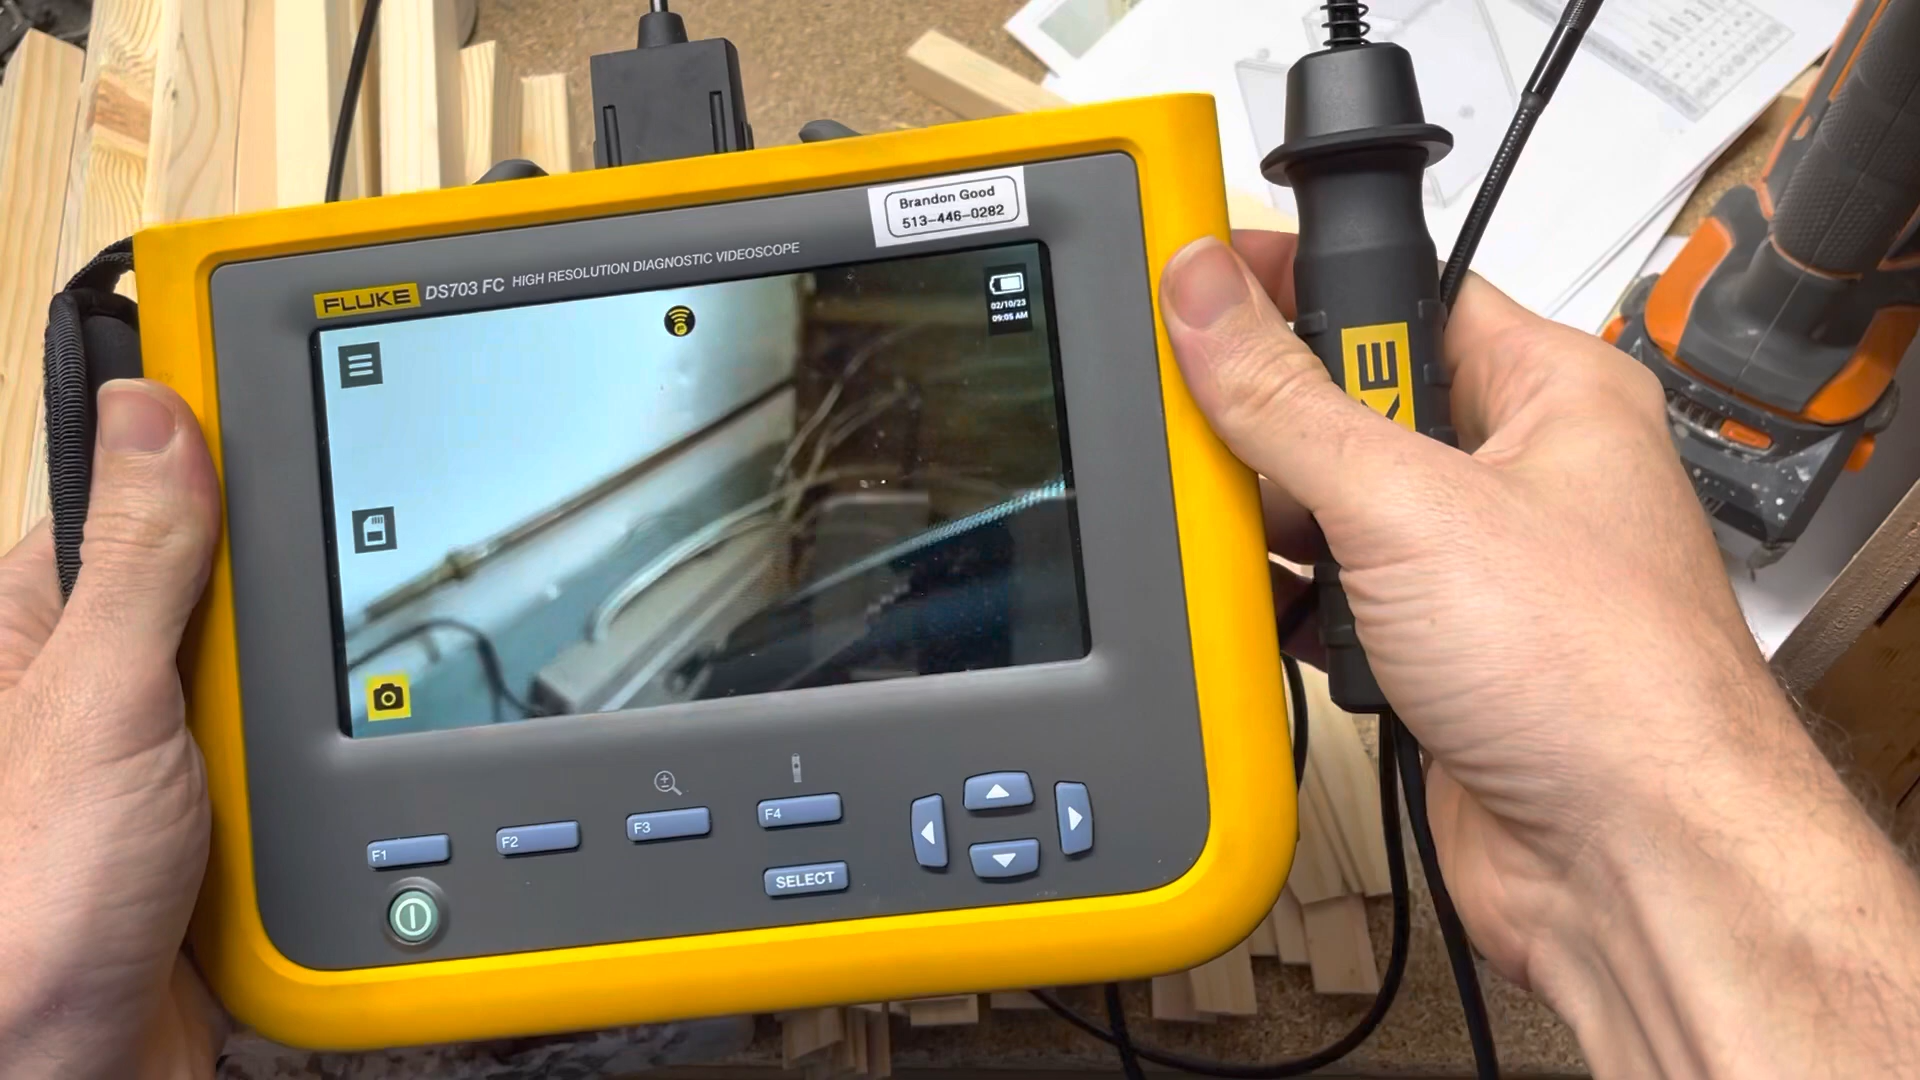 Brandon Good
513-446-0282
FLUKE DS703 FC HIGH RESOLUTION DIAGNOSTIC VIDEOSCOPE
02/10/23
09:05 AM
KE
F1
F2
F3
F4
SELECT